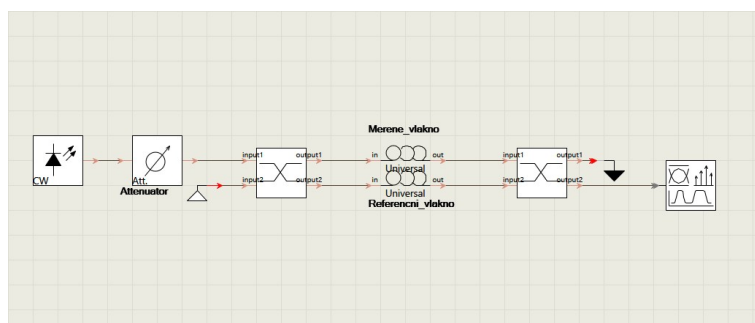 Merene_vlakno
input1 output1 in out input1 output1
Universal
CW Att. input2 output2 in out input2 output2
Attenuator Universal
Referencni_vlakno